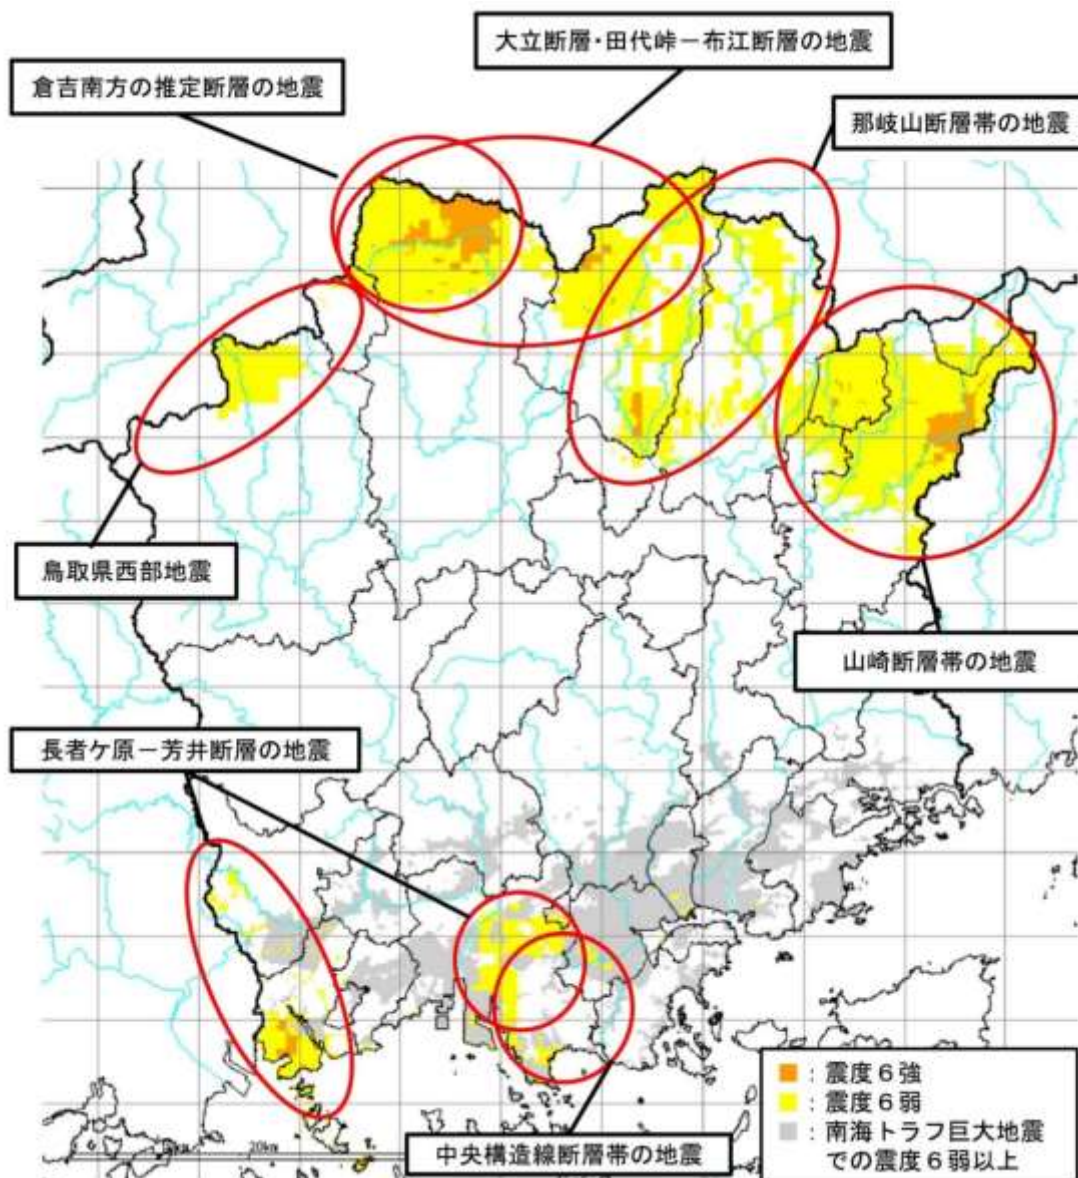 大立断層・田代峠－布江断層の地震
倉吉南方の推定断層の地震
那岐山断層帯の地震
鳥取県西部地震
山崎断層帯の地震
長者ケ原－芳井断層の地震
■：震度６強
■：震度６弱
■：南海トラフ巨大地震
での震度６弱以上
20km
中央構造線断層帯の地震